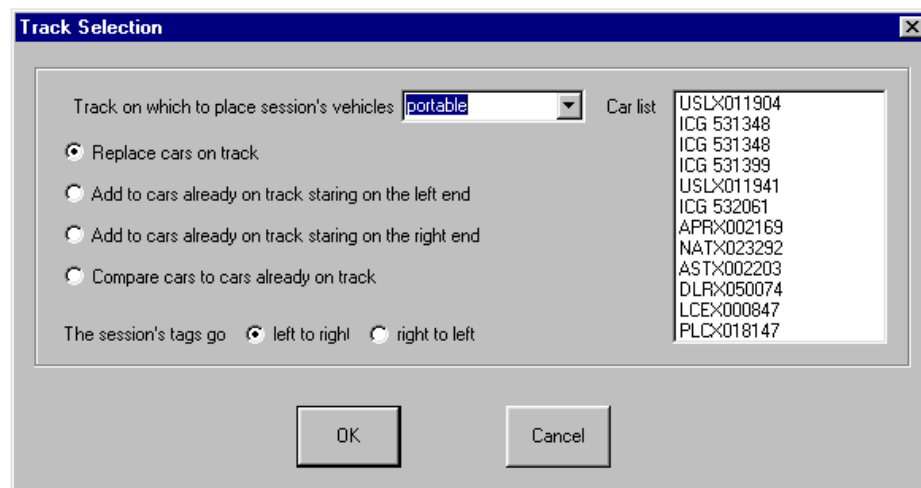 Track Selection
Track on which to place session's vehicles portable Car list
Replace cars on track
Add to cars already on track staring on the left end
Add to cars already on track staring on the right end
Compare cars to cars already on track
The session's tags go left to right right to left
USLX011904
ICG 531348
ICG 531348
ICG 531399
USLX011941
ICG 532061
APRX002169
NATX023292
ASTX002203
DLRX050074
LCEX000847
PLCX018147
OK Cancel